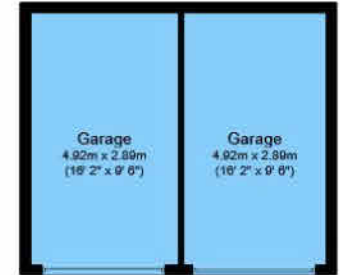 Garage
4.92m x 2.89m
(16' 2" x 9' 6")
Garage
4.92m x 2.89m
(16' 2" x 9' 6")